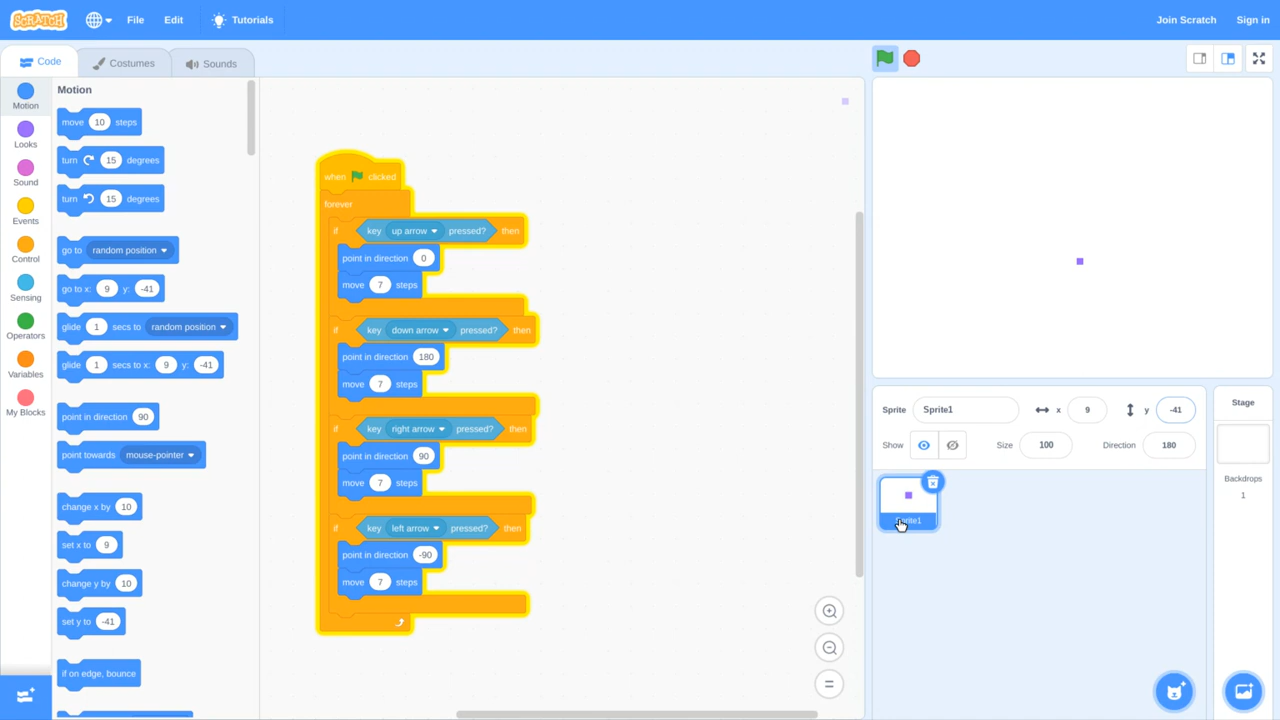 SCRATCH File Edit Tutorials Join Scratch Sign in
Code Costumes Sounds
Motion
Looks
Sound
Events
Control
Sensing
Operators
Variables
My Blocks
Motion
move 10 steps
turn 15 degrees
turn 15 degrees
go to random position
go to x: 9 y: -41
glide 1 secs to random position
glide 1 secs to x: 9 y: -41
point in direction 90
point towards mouse-pointer
change x by 10
set x to 9
change y by 10
set y to -41
if on edge, bounce
when clicked
forever
if key up arrow pressed? then
point in direction 0
move 7 steps
if key down arrow pressed? then
point in direction 180
move 7 steps
if key right arrow pressed? then
point in direction 90
move 7 steps
if key left arrow pressed? then
point in direction -90
move 7 steps
Sprite Sprite1 x 9 y -41
Show Size 100 Direction 180
Sprite1
Stage
Backdrops
1